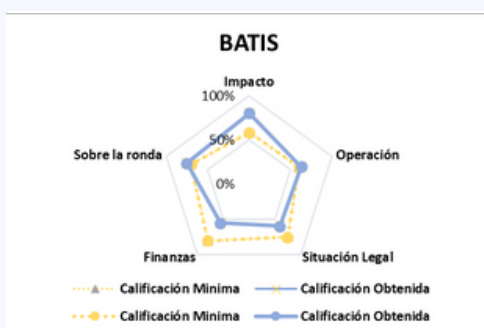 BATIS
Impacto
100%
Sobre la ronda
50%
Operación
0%
Finanzas
Situación Legal
Calificación Minima
Calificación Obtenida
Calificación Minima
Calificación Obtenida